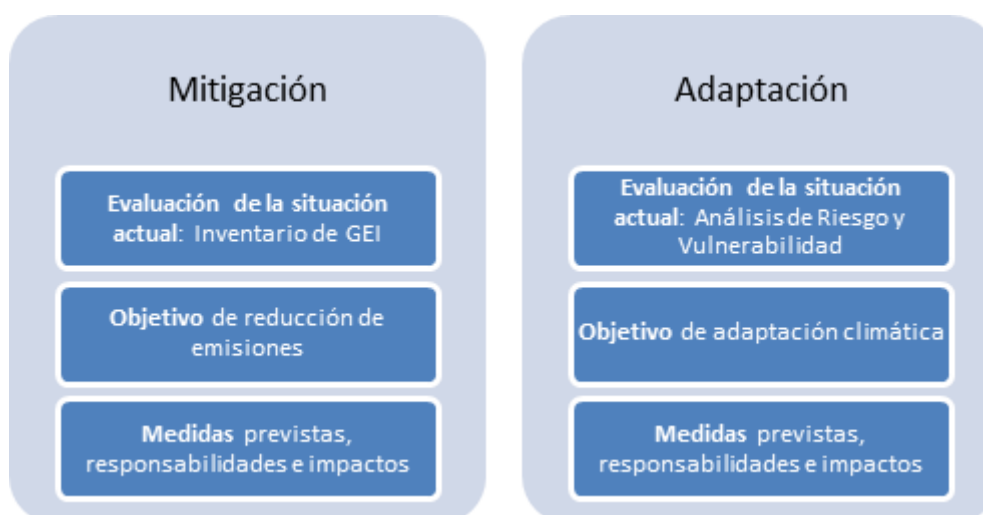 Mitigación
Evaluación de la situación
actual: Inventario de GEI
Objetivo de reducción de
emisiones
Medidas previstas,
responsabilidades e impactos
Adaptación
Evaluación de la situación
actual: Análisis de Riesgo y
Vulnerabilidad
Objetivo de adaptación climática
Medidas previstas,
responsabilidades e impactos